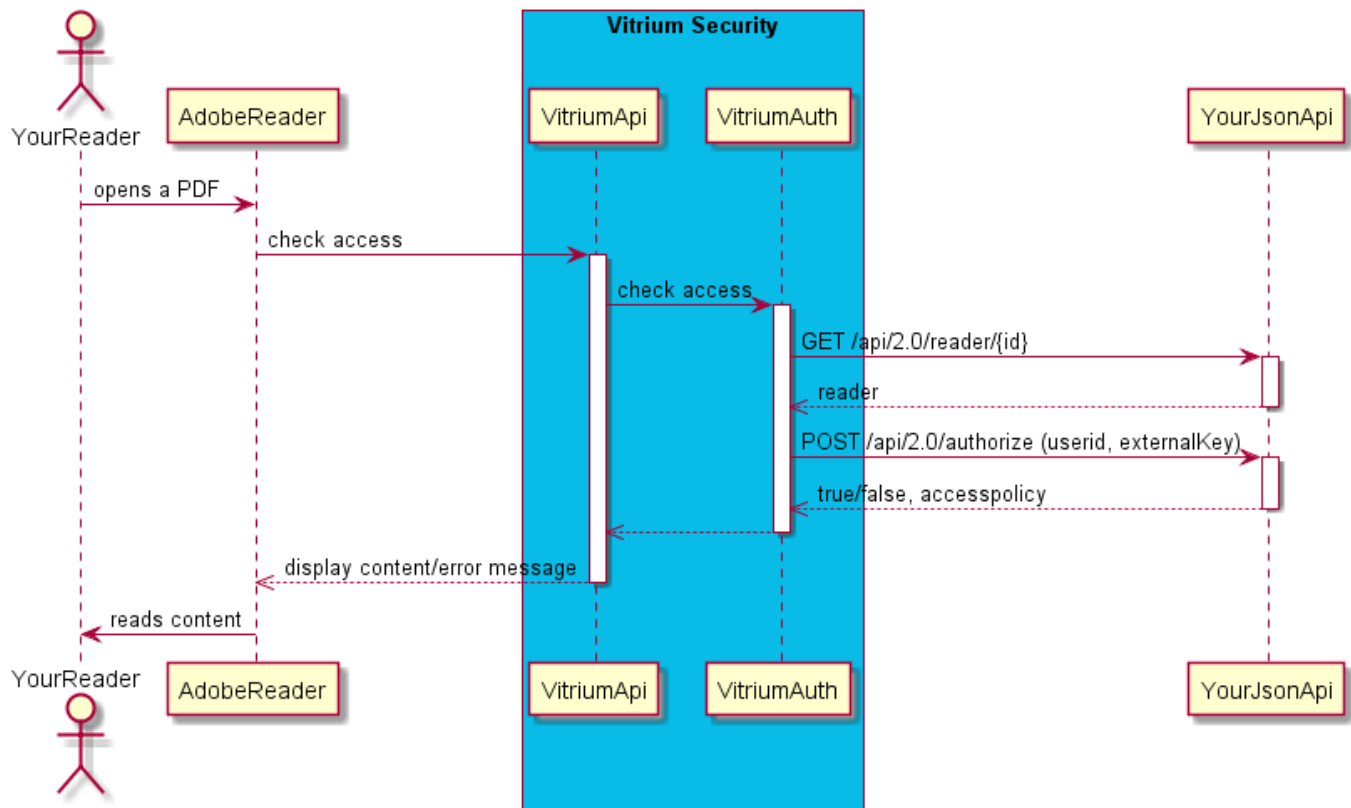 Vitrium Security
YourReader
AdobeReader
VitriumApi
VitriumAuth
YourJsonApi
opens a PDF
check access
check access
GET /api/2.0/reader/{id}
reader
POST /api/2.0/authorize (userid, externalKey)
true/false, accesspolicy
display content/error message
reads content
YourReader
AdobeReader
VitriumApi
VitriumAuth
YourJsonApi